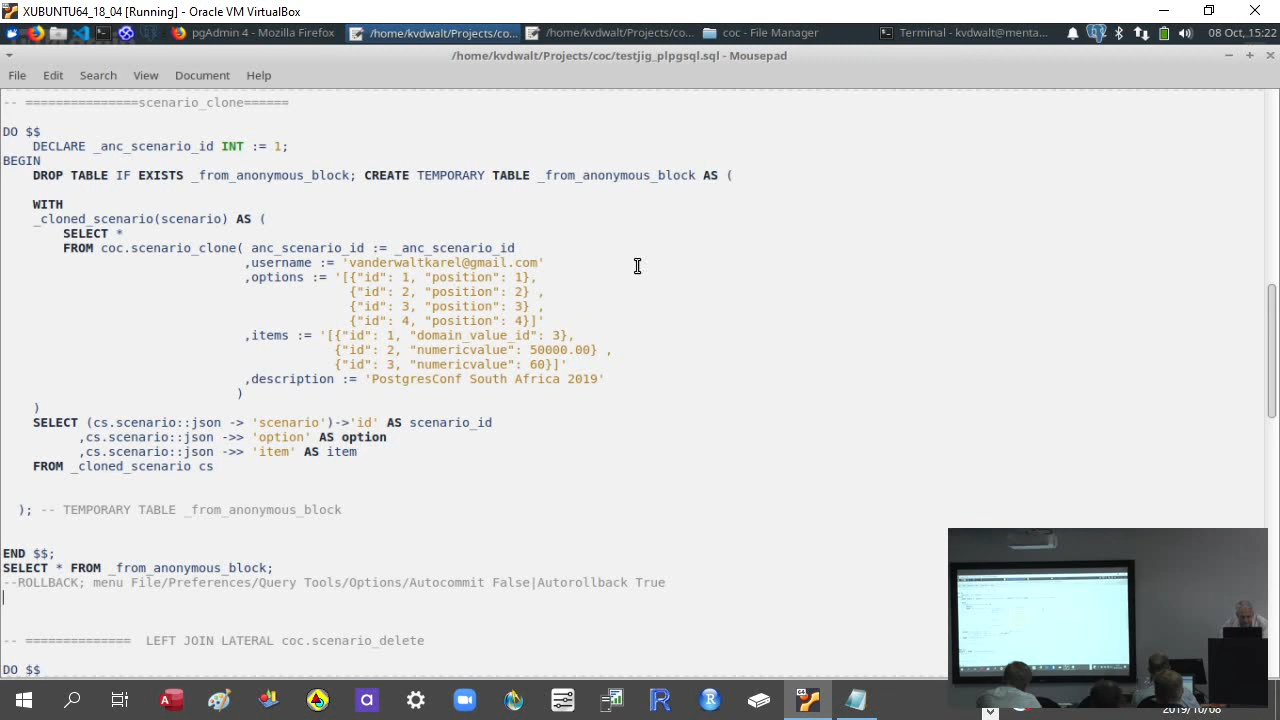 XUBUNTU64_18_04 [Running] - Oracle VM VirtualBox
pgAdmin 4 - Mozilla Firefox
/home/kvdwalt/Projects/co...
/home/kvdwalt/Projects/co...
coc - File Manager
Terminal - kvdwalt@menta...
08 Oct, 15:22
/home/kvdwalt/Projects/coc/testjig_plpgsql.sql - Mousepad
File Edit Search View Document Help
-- ===============scenario_clone======
DO $$
DECLARE _anc_scenario_id INT := 1;
BEGIN
DROP TABLE IF EXISTS _from_anonymous_block; CREATE TEMPORARY TABLE _from_anonymous_block AS (
WITH
_cloned_scenario(scenario) AS (
SELECT *
FROM coc.scenario_clone( anc_scenario_id := _anc_scenario_id
,username := 'vanderwaltkarel@gmail.com'
,options := '[{"id": 1, "position": 1},
{"id": 2, "position": 2} ,
{"id": 3, "position": 3} ,
{"id": 4, "position": 4}]'
,items := '[{"id": 1, "domain_value_id": 3},
{"id": 2, "numericvalue": 50000.00} ,
{"id": 3, "numericvalue": 60}]'
,description := 'PostgresConf South Africa 2019'
)
)
SELECT (cs.scenario::json -> 'scenario')->'id' AS scenario_id
,cs.scenario::json ->> 'option' AS option
,cs.scenario::json ->> 'item' AS item
FROM _cloned_scenario cs
); -- TEMPORARY TABLE _from_anonymous_block
END $$;
SELECT * FROM _from_anonymous_block;
--ROLLBACK; menu File/Preferences/Query Tools/Options/Autocommit False|Autorollback True
-- ==============  LEFT JOIN LATERAL coc.scenario_delete
DO $$
2019/10/08